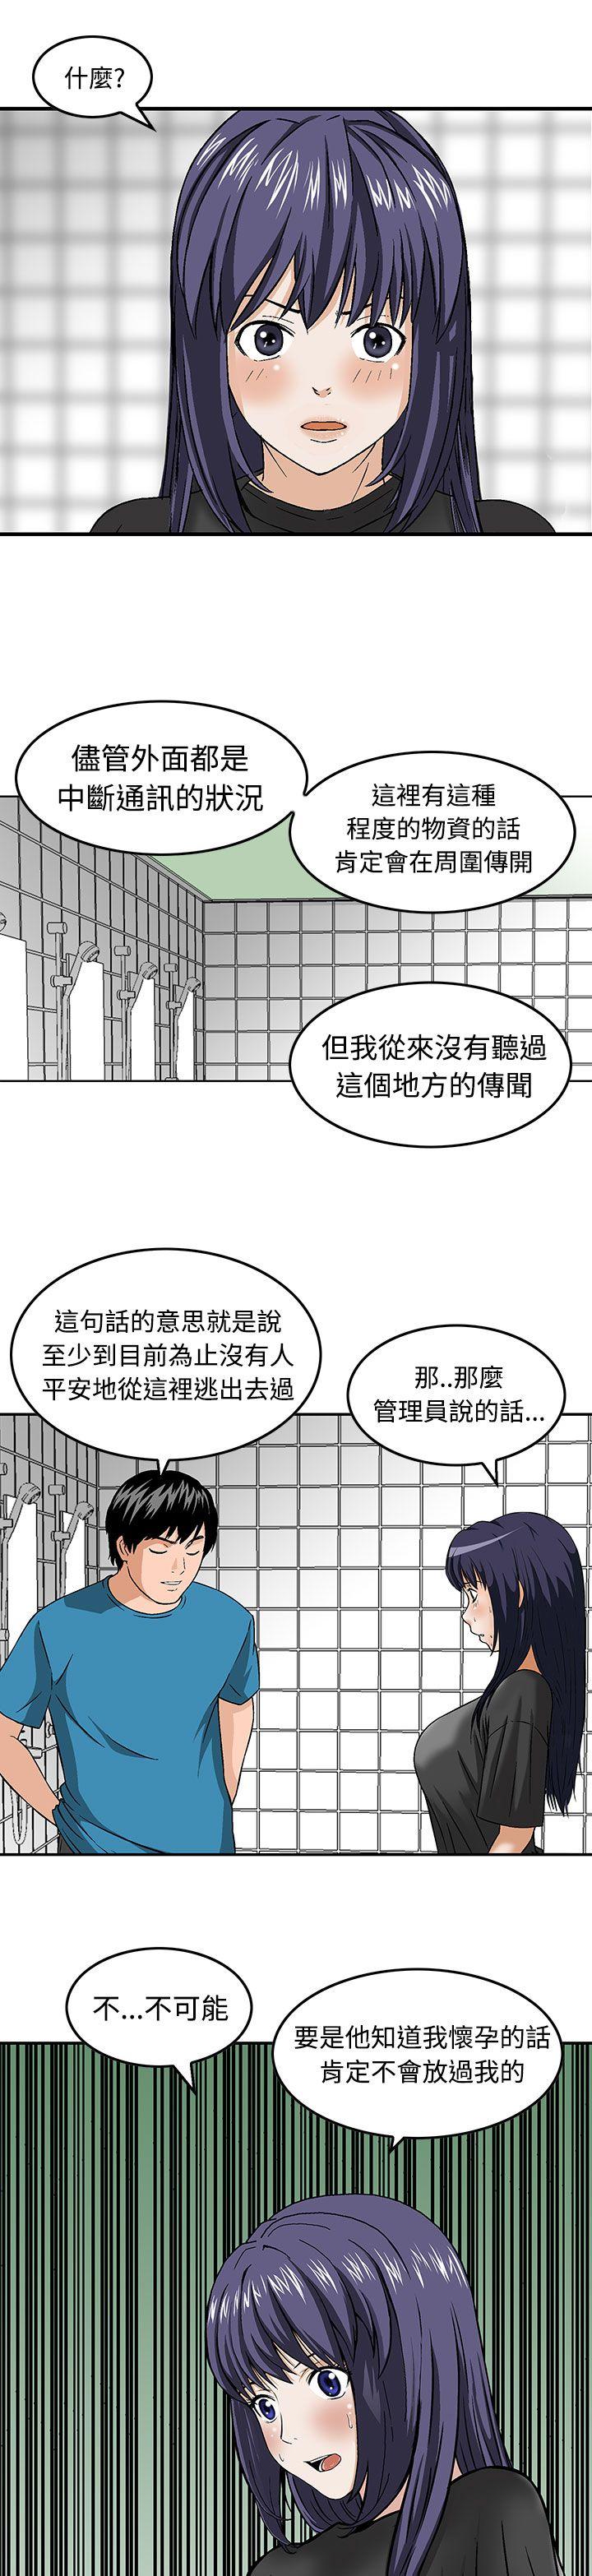 什麼?
儘管外面都是
中斷通訊的狀況
這裡有這種
程度的物資的話
肯定會在周圍傳開
但我從來沒有聽過
這個地方的傳聞
這句話的意思就是說
至少到目前為止沒有人
平安地從這裡逃出去過
那..那麼
管理員說的話...
不...不可能
要是他知道我懷孕的話
肯定不會放過我的